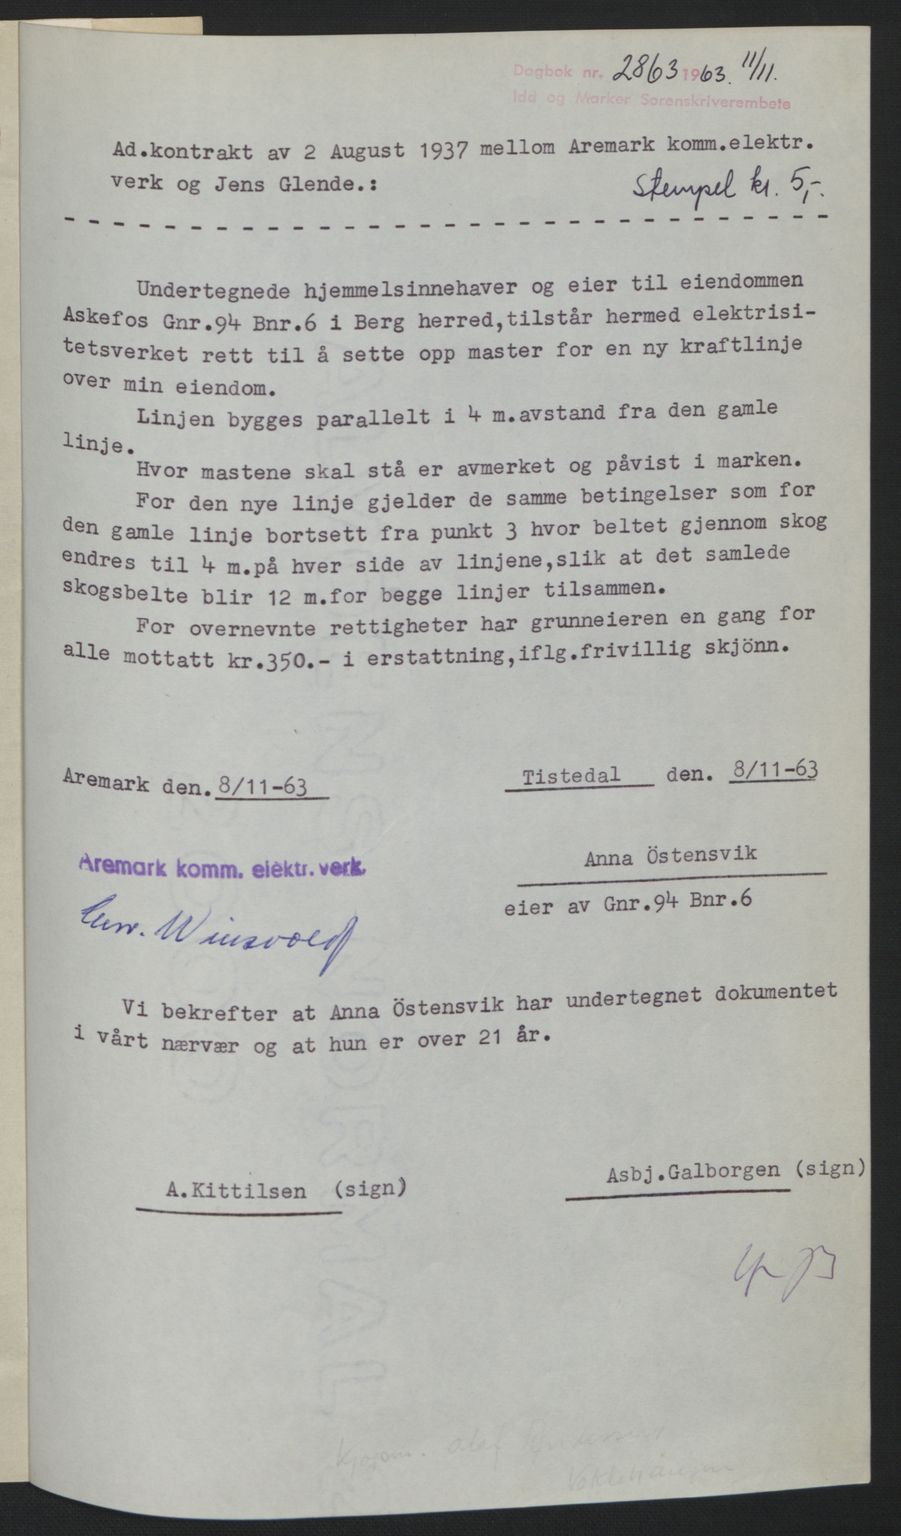 Dagbok nr. 2863 1963. 11/11.
Idd og Marker Sorenskriverembete
Ad.kontrakt av 2 August 1937 mellom Aremark komm.elektr.
verk og Jens Glende.:
Stempel kr. 5,-.
- - - - - - - - - - - - - - - - - - - - - - - - - - - - - - -
Undertegnede hjemmelsinnehaver og eier til eiendommen
Askefos Gnr.94 Bnr.6 i Berg herred,tilstår hermed elektrisi-
tetsverket rett til å sette opp master for en ny kraftlinje
over min eiendom.
Linjen bygges parallelt i 4 m.avstand fra den gamle
linje.
Hvor mastene skal stå er avmerket og påvist i marken.
For den nye linje gjelder de samme betingelser som for
den gamle linje bortsett fra punkt 3 hvor beltet gjennom skog
endres til 4 m.på hver side av linjene,slik at det samlede
skogsbelte blir 12 m.for begge linjer tilsammen.
For overnevnte rettigheter har grunneieren en gang for
alle mottatt kr.350.- i erstattning,iflg.frivillig skjönn.
Aremark den. 8/11-63
Tistedal den. 8/11-63
Aremark komm. elektr. verk.
Anna Östensvik
eier av Gnr.94 Bnr.6
Vi bekrefter at Anna Östensvik har undertegnet dokumentet
i vårt nærvær og at hun er over 21 år.
A.Kittilsen (sign)
Asbj.Galborgen (sign)